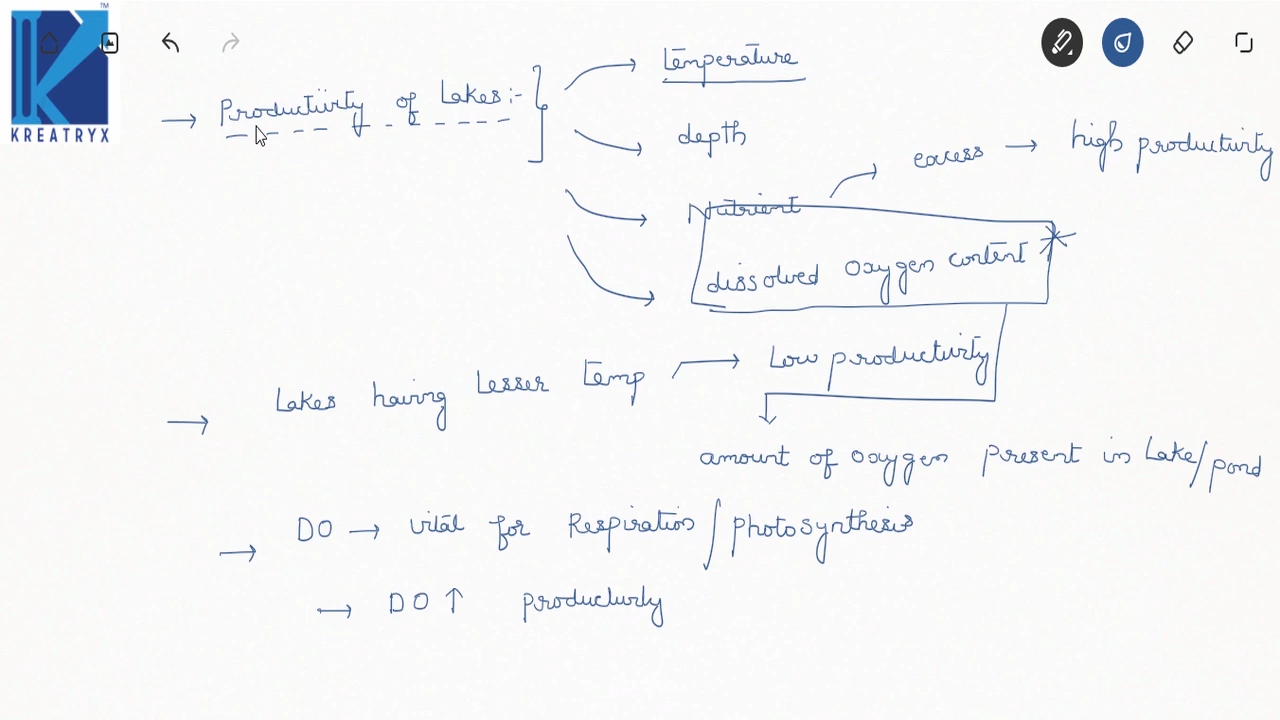 TM
KREATRYX
→ Productivity of Lakes :-
→ Temperature
→ depth
→ Nutrient → excess → high productivity
→ dissolved oxygen content *
→ Lakes having Lesser Temp → Low productivity
amount of oxygen present in Lake/pond
→ DO → vital for Respiration / photosynthesis
→ DO ↑ productivity